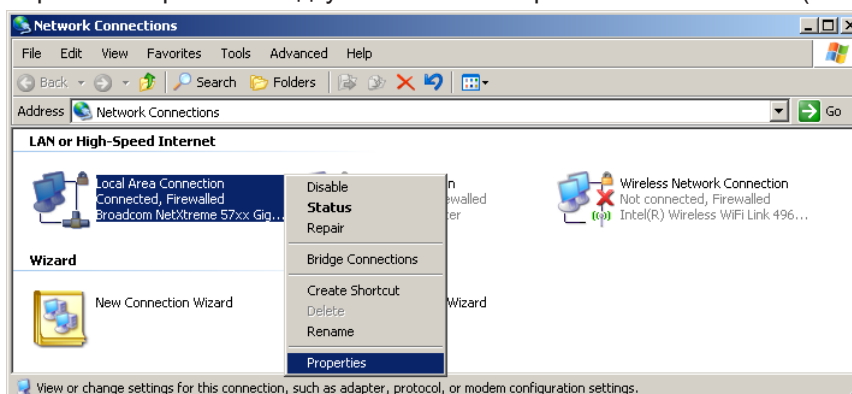 Network Connections
File Edit View Favorites Tools Advanced Help
Back Search Folders
Address Network Connections Go
LAN or High-Speed Internet
Local Area Connection
Connected, Firewalled
Broadcom NetXtreme 57xx Gig...
Disable
Status
Repair
Bridge Connections
Create Shortcut
Delete
Rename
Properties
n
ewalled
ter
Wireless Network Connection
Not connected, Firewalled
Intel(R) Wireless WiFi Link 496...
Wizard
New Connection Wizard
Wizard
View or change settings for this connection, such as adapter, protocol, or modem configuration settings.